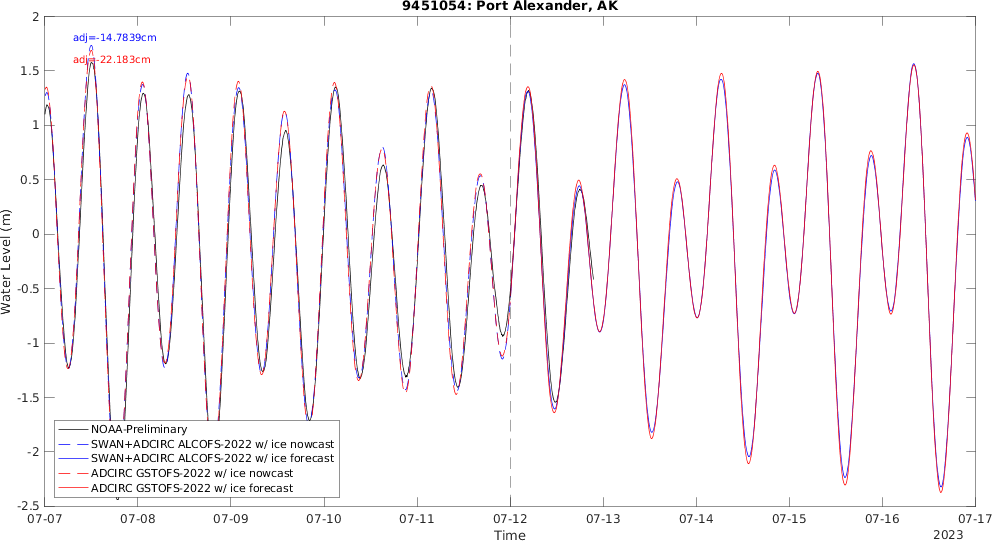 9451054: Port Alexander, AK
adj=-14.7839cm
adj=-22.183cm
Water Level (m)
2
1.5
1
0.5
0
-0.5
-1
-1.5
-2
-2.5
NOAA-Preliminary
SWAN+ADCIRC ALCOFS-2022 w/ ice nowcast
SWAN+ADCIRC ALCOFS-2022 w/ ice forecast
ADCIRC GSTOFS-2022 w/ ice nowcast
ADCIRC GSTOFS-2022 w/ ice forecast
07-07 07-08 07-09 07-10 07-11 07-12 07-13 07-14 07-15 07-16 07-17
Time
2023